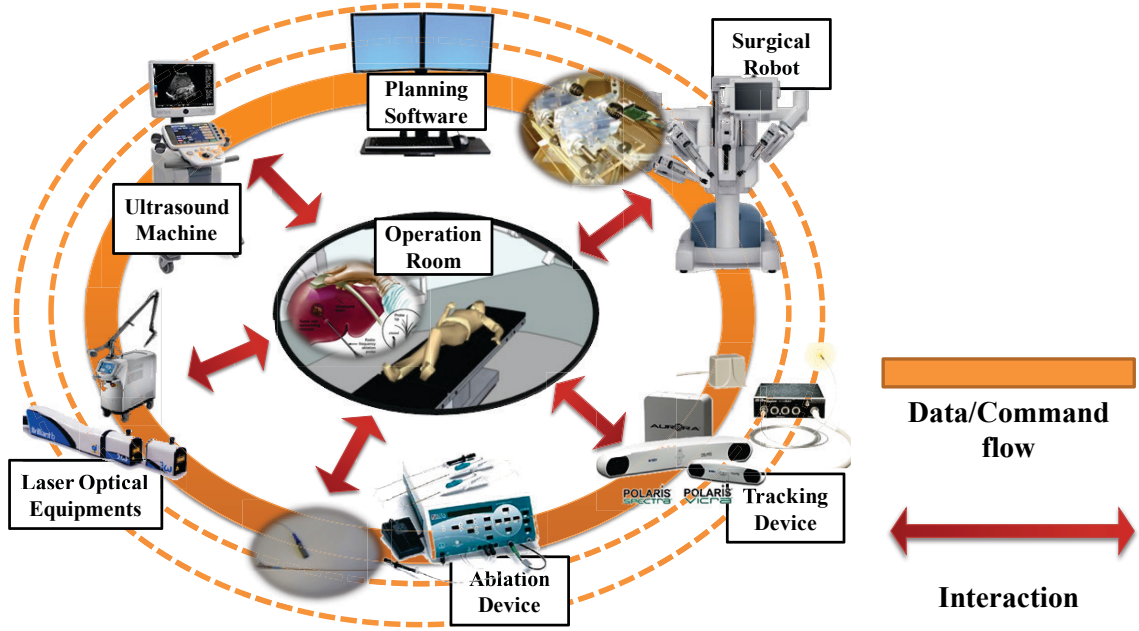 Surgical
Robot
Planning
Software
Ultrasound
Machine
Operation
Room
Data/Command
flow
AURORA
Brilliant b
Laser Optical
Equipments
POLARIS
SPECTRA
POLARIS
VICRA
Tracking
Device
Ablation
Device
Interaction